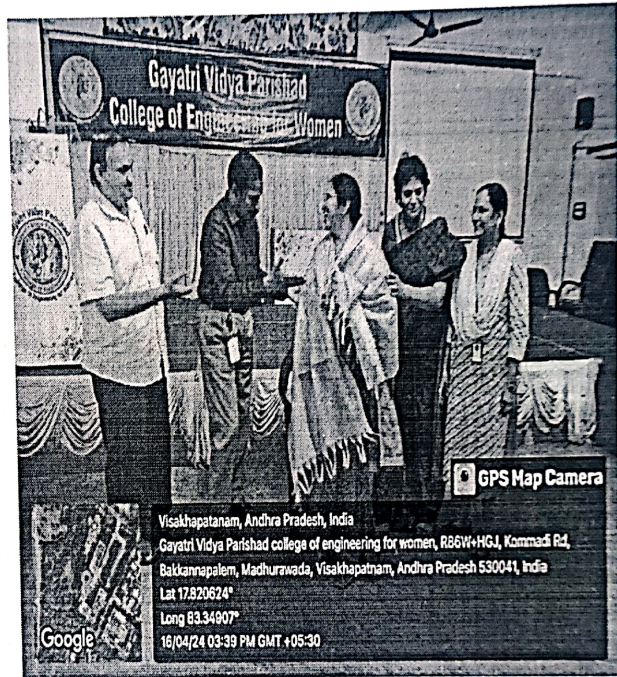 Gayatri Vidya Parishad
College of Engineering for Women
GPS Map Camera
Visakhapatanam, Andhra Pradesh, India
Gayatri Vidya Parishad college of engineering for women, RB6W+HGJ, Kommadi Rd,
Bakkannapalem, Madhurawada, Visakhapatnam, Andhra Pradesh 530041, India
Lat 17.820624°
Long 83.34907°
16/04/24 03:39 PM GMT +05:30
Google